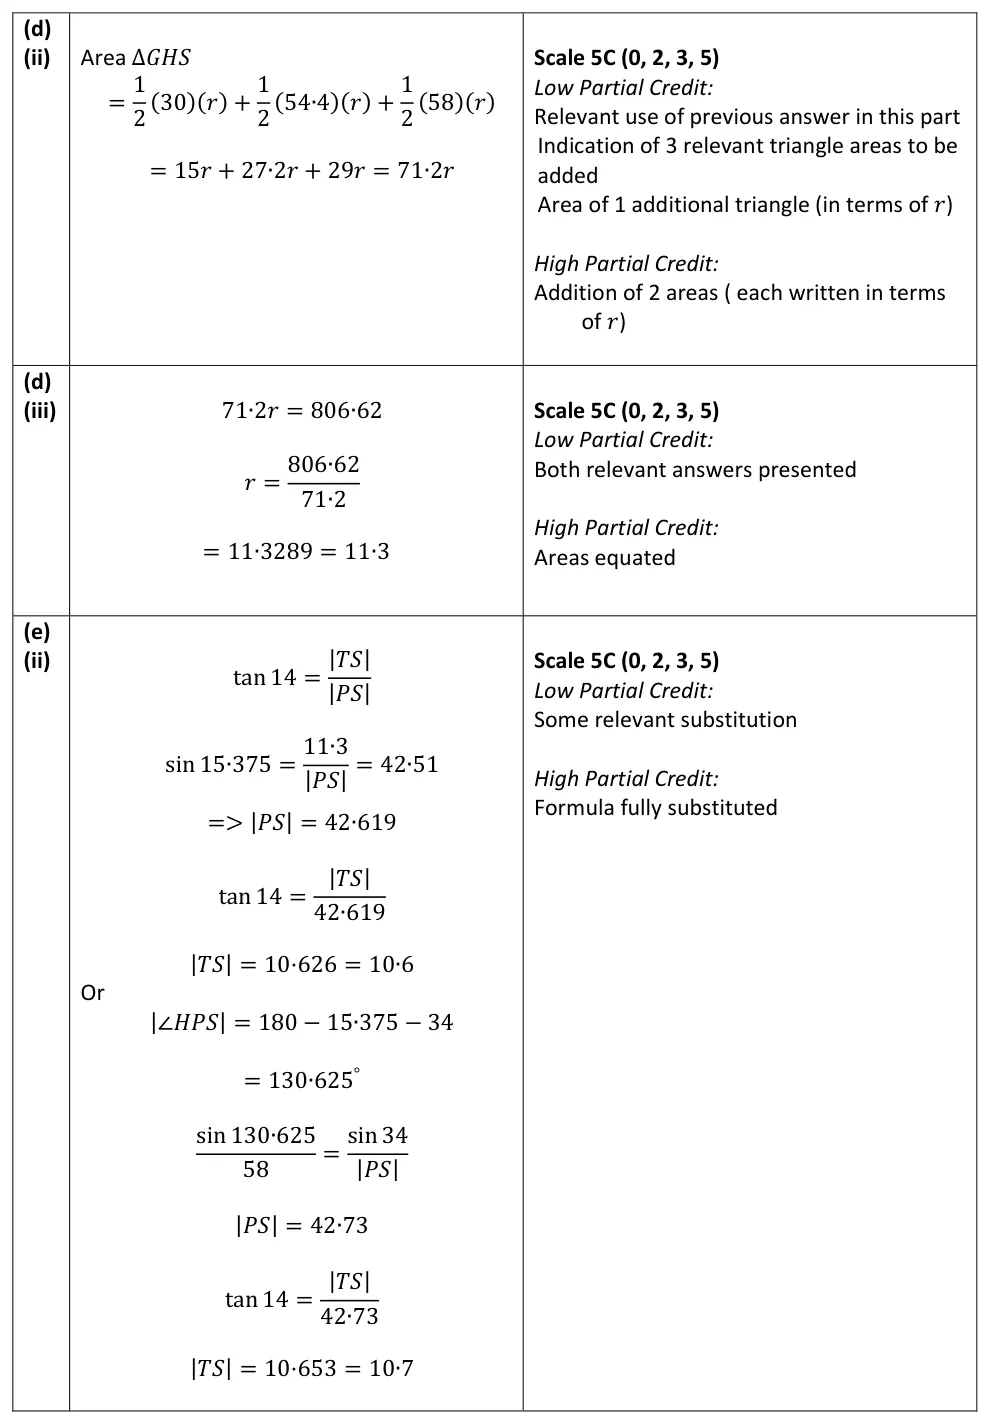 (d)
(ii)
Area ΔGHS
= 1/2 (30)(r) + 1/2 (54·4)(r) + 1/2 (58)(r)
= 15r + 27·2r + 29r = 71·2r
Scale 5C (0, 2, 3, 5)
Low Partial Credit:
Relevant use of previous answer in this part
Indication of 3 relevant triangle areas to be
added
Area of 1 additional triangle (in terms of r)
High Partial Credit:
Addition of 2 areas ( each written in terms
of r)
(d)
(iii)
71·2r = 806·62
r = 806·62/71·2
= 11·3289 = 11·3
Scale 5C (0, 2, 3, 5)
Low Partial Credit:
Both relevant answers presented
High Partial Credit:
Areas equated
(e)
(ii)
tan 14 = |TS|/|PS|
sin 15·375 = 11·3/|PS| = 42·51
=> |PS| = 42·619
tan 14 = |TS|/42·619
|TS| = 10·626 = 10·6
Or
|∠HPS| = 180 − 15·375 − 34
= 130·625°
sin 130·625/58 = sin 34/|PS|
|PS| = 42·73
tan 14 = |TS|/42·73
|TS| = 10·653 = 10·7
Scale 5C (0, 2, 3, 5)
Low Partial Credit:
Some relevant substitution
High Partial Credit:
Formula fully substituted